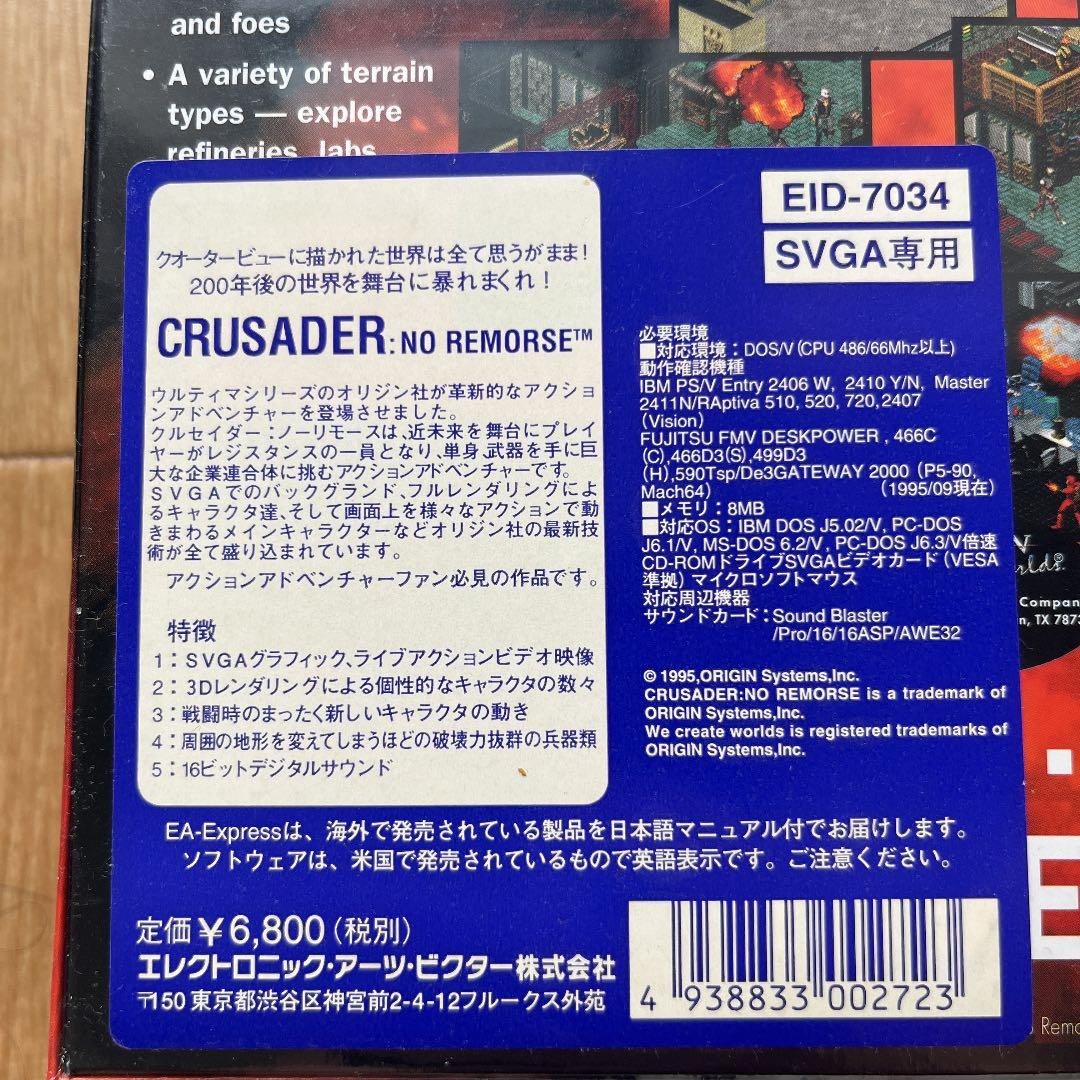 and foes
• A variety of terrain
types — explore
refineries, labs
EID-7034
SVGA専用
クオータービューに描かれた世界は全て思うがまま!
200年後の世界を舞台に暴れまくれ!
CRUSADER: NO REMORSE™
ウルティマシリーズのオリジン社が革新的なアクショ
ンアドベンチャーを登場させました。
クルセイダー:ノーリモースは、近未来を舞台にプレイ
ヤーがレジスタンスの一員となり、単身、武器を手に巨
大な企業連合体に挑むアクションアドベンチャーです。
SVGAでのバックグランド、フルレンダリングによ
るキャラクタ達、そして画面上を様々なアクションで動
きまわるメインキャラクターなどオリジン社の最新技
術が全て盛り込まれています。
アクションアドベンチャーファン必見の作品です。
特徴
1:SVGAグラフィック、ライブアクションビデオ映像
2:3Dレンダリングによる個性的なキャラクタの数々
3:戦闘時のまったく新しいキャラクタの動き
4:周囲の地形を変えてしまうほどの破壊力抜群の兵器類
5:16ビットデジタルサウンド
必要環境
■対応環境:DOS/V(CPU 486/66Mhz以上)
動作確認機種
IBM PS/V Entry 2406 W, 2410 Y/N, Master
2411N/RAptiva 510, 520, 720,2407
(Vision)
FUJITSU FMV DESKPOWER , 466C
(C),466D3(S),499D3
(H),590Tsp/De3GATEWAY 2000 (P5-90,
Mach64) (1995/09現在)
■メモリ:8MB
■対応OS:IBM DOS J5.02/V, PC-DOS
J6.1/V, MS-DOS 6.2/V, PC-DOS J6.3/V倍速
CD-ROMドライブSVGAビデオカード(VESA
準拠)マイクロソフトマウス
対応周辺機器
サウンドカード:Sound Blaster
/Pro/16/16ASP/AWE32
© 1995,ORIGIN Systems,Inc.
CRUSADER:NO REMORSE is a trademark of
ORIGIN Systems,Inc.
We create worlds is registered trademarks of
ORIGIN Systems,Inc.
EA-Expressは、海外で発売されている製品を日本語マニュアル付でお届けします。
ソフトウェアは、米国で発売されているもので英語表示です。ご注意ください。
定価¥6,800(税別)
エレクトロニック・アーツ・ビクター株式会社
〒150 東京都渋谷区神宮前2-4-12フルークス外苑
4 938833 002723
Compan
n, TX 787
E
Rem